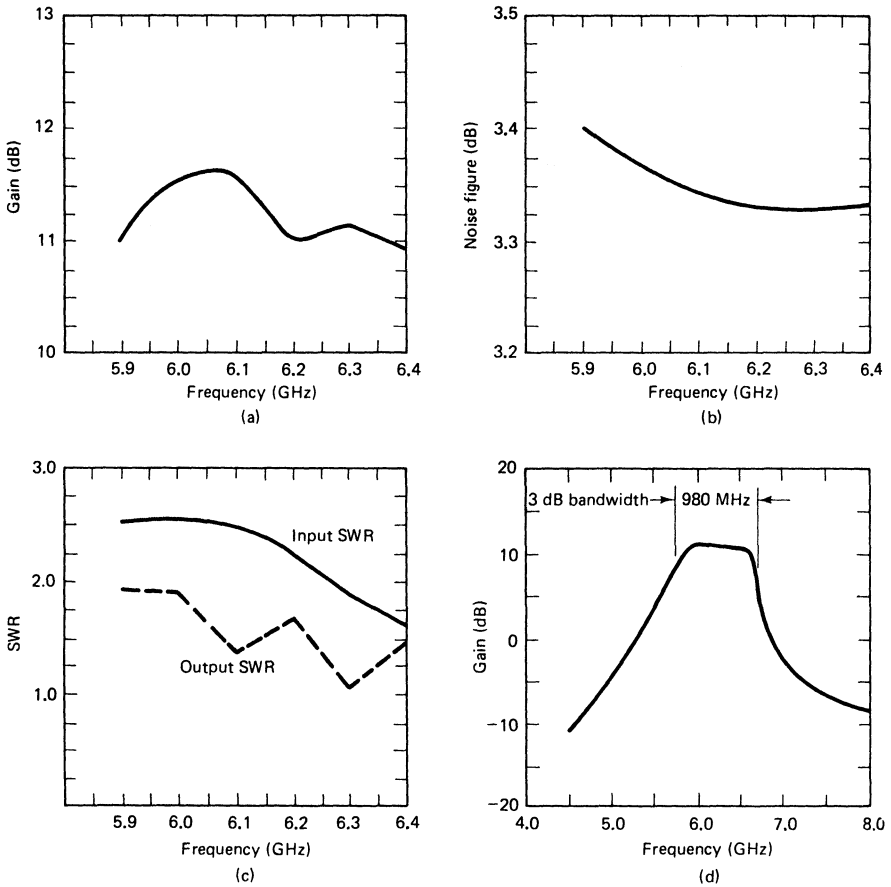 13
12
11
10
Gain (dB)
5.9 6.0 6.1 6.2 6.3 6.4
Frequency (GHz)
(a)
3.5
3.4
3.3
3.2
Noise figure (dB)
5.9 6.0 6.1 6.2 6.3 6.4
Frequency (GHz)
(b)
3.0
2.0
1.0
SWR
Input SWR
Output SWR
5.9 6.0 6.1 6.2 6.3 6.4
Frequency (GHz)
(c)
20
10
0
−10
−20
Gain (dB)
3 dB bandwidth 980 MHz
4.0 5.0 6.0 7.0 8.0
Frequency (GHz)
(d)